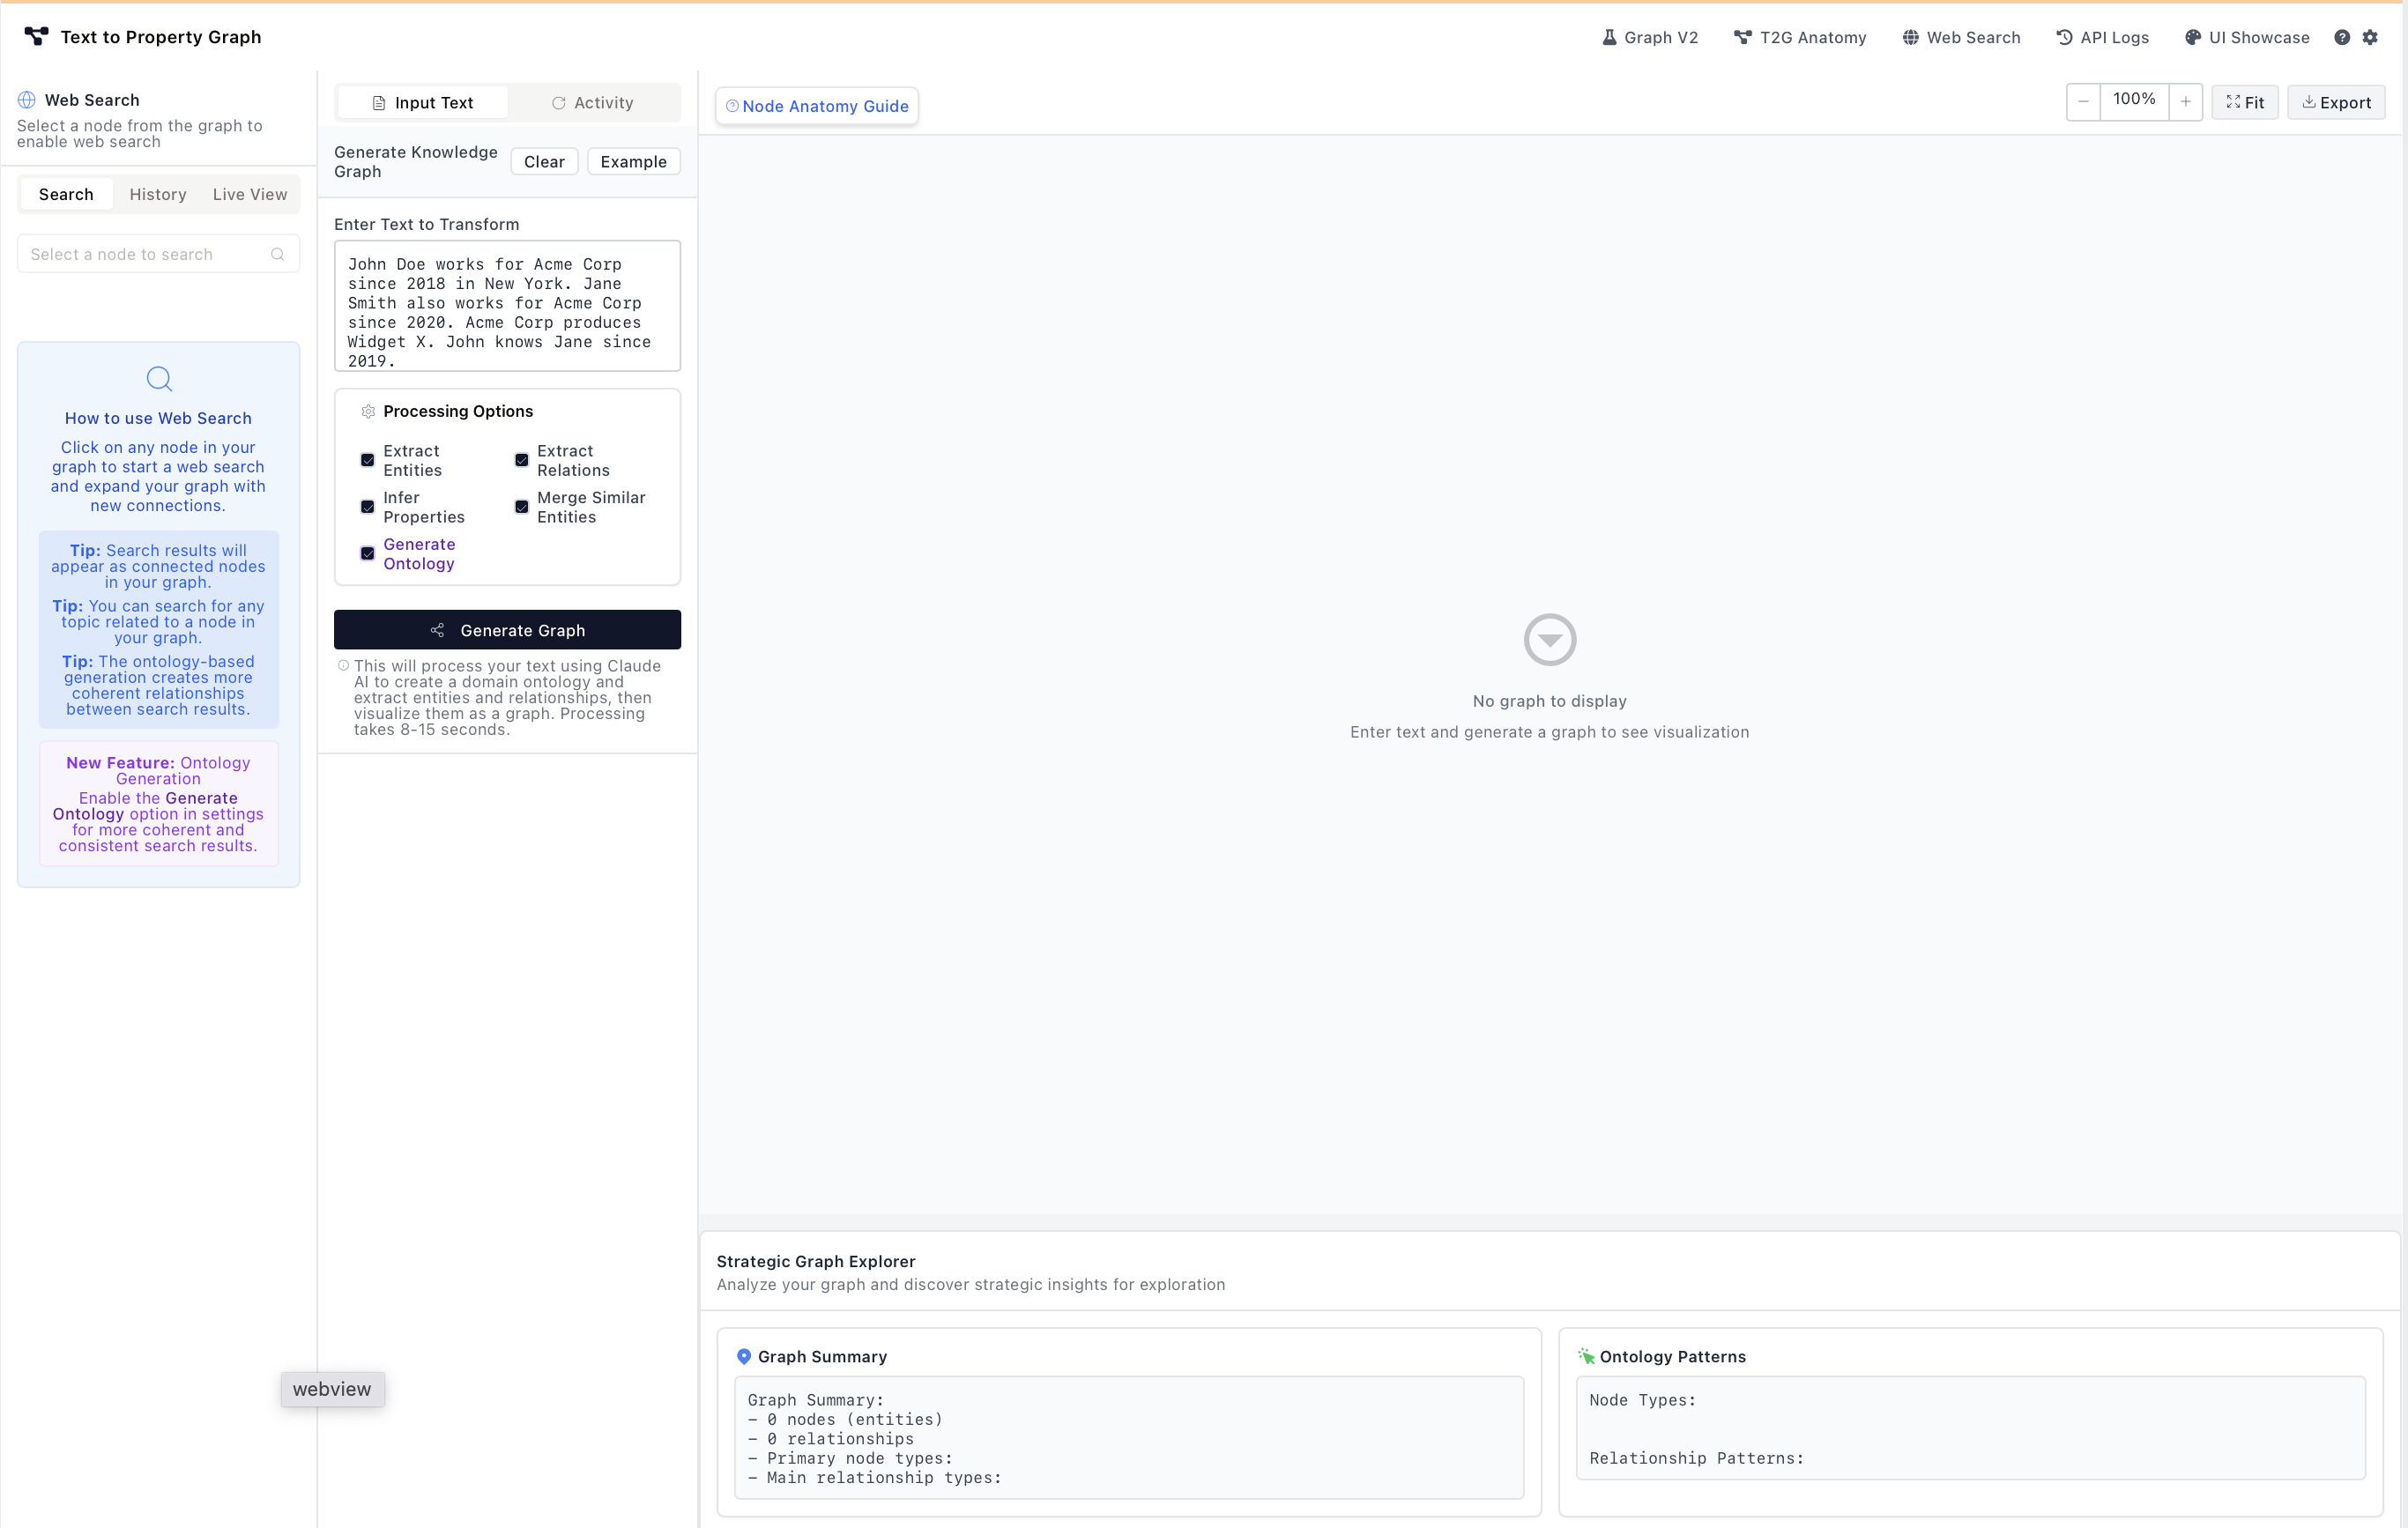 Text to Property Graph
Graph V2
T2G Anatomy
Web Search
API Logs
UI Showcase
Web Search
Select a node from the graph to
enable web search
Search
History
Live View
Select a node to search
How to use Web Search
Click on any node in your
graph to start a web search
and expand your graph with
new connections.
Tip: Search results will
appear as connected nodes
in your graph.
Tip: You can search for any
topic related to a node in
your graph.
Tip: The ontology-based
generation creates more
coherent relationships
between search results.
New Feature: Ontology
Generation
Enable the Generate
Ontology option in settings
for more coherent and
consistent search results.
webview
Input Text
Activity
Generate Knowledge
Graph
Clear
Example
Enter Text to Transform
John Doe works for Acme Corp
since 2018 in New York. Jane
Smith also works for Acme Corp
since 2020. Acme Corp produces
Widget X. John knows Jane since
2019.
Processing Options
Extract
Entities
Extract
Relations
Infer
Properties
Merge Similar
Entities
Generate
Ontology
Generate Graph
This will process your text using Claude
AI to create a domain ontology and
extract entities and relationships, then
visualize them as a graph. Processing
takes 8-15 seconds.
Node Anatomy Guide
100%
Fit
Export
No graph to display
Enter text and generate a graph to see visualization
Strategic Graph Explorer
Analyze your graph and discover strategic insights for exploration
Graph Summary
Graph Summary:
- 0 nodes (entities)
- 0 relationships
- Primary node types:
- Main relationship types:
Ontology Patterns
Node Types:
Relationship Patterns: